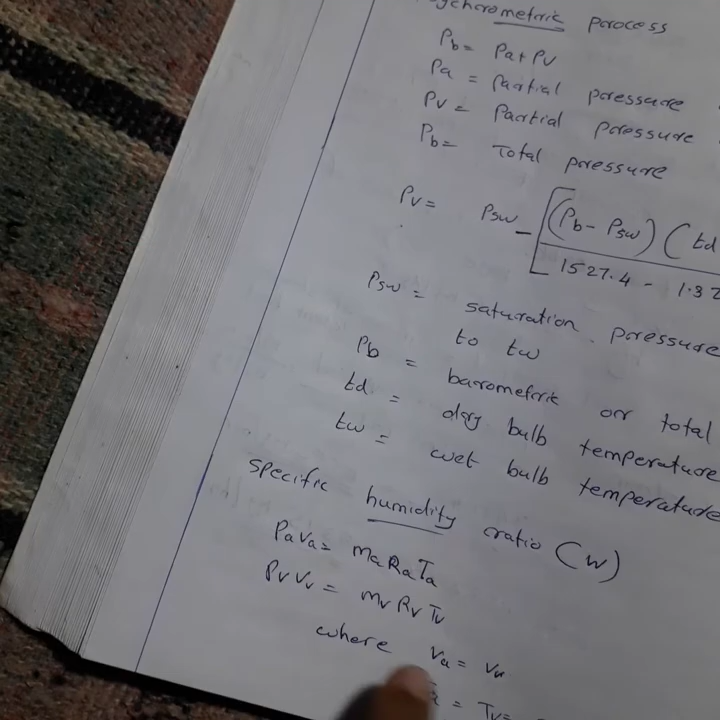 ychrometric process
Pb = Pa + Pv
Pa = Partial pressure
Pv = Partial pressure
Pb = Total pressure
Pv = Psw - [(Pb - Psw) (td
1527.4 - 1.32
Psw = saturation pressure
to tw
Pb = barometric or total
td = dry bulb temperature
tw = wet bulb temperature
specific humidity ratio (w)
PaVa = maRaTa
PvVv = mvRvTv
where Va = Vv
= Tv =